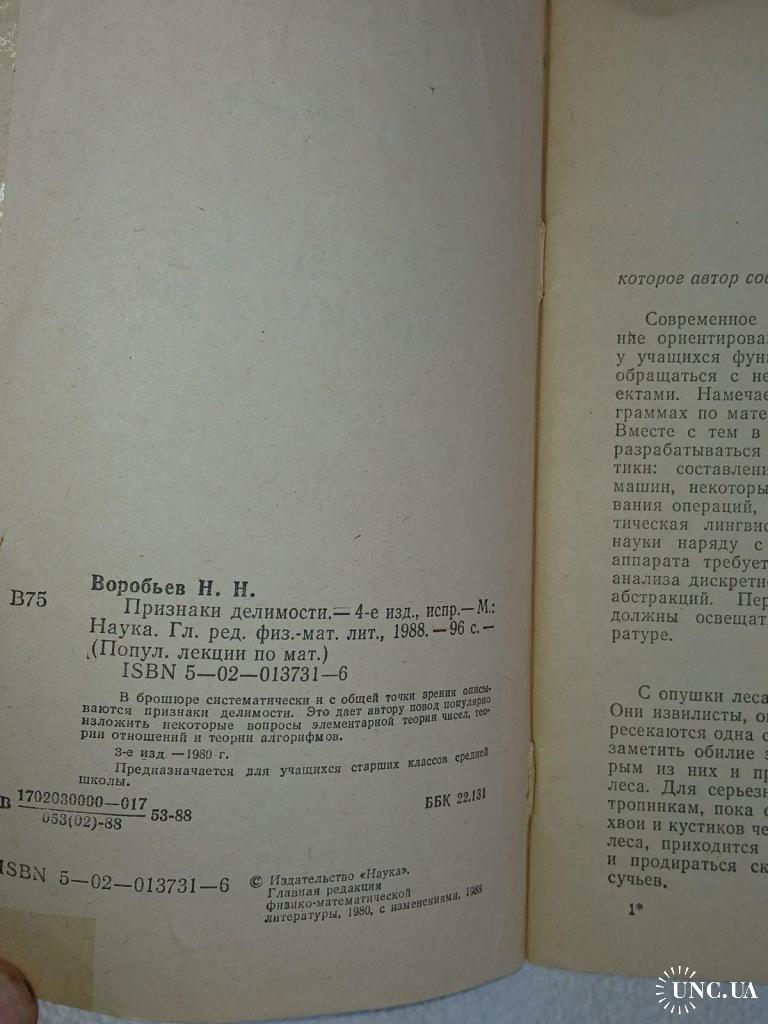 В75
Воробьев Н. Н.
Признаки делимости.— 4-е изд., испр.— М.:
Наука. Гл. ред. физ.-мат. лит., 1988.— 96 с.—
(Попул. лекции по мат.)
ISBN 5—02—013731—6
В брошюре систематически и с общей точки зрения описы-
ваются признаки делимости. Это дает автору повод популярно
изложить некоторые вопросы элементарной теории чисел, тео-
рии отношений и теории алгорифмов.
3-е изд.—1980 г.
Предназначается для учащихся старших классов средней
школы.
В 1702030000—017
053(02)-88
53-88
ББК 22.131
ISBN 5—02—013731—6
© Издательство «Наука».
Главная редакция
физико-математической
литературы, 1980, с изменениями, 1988
которое автор сов
Современное
ние ориентирова
у учащихся фун
обращаться с не
ектами. Намечае
граммах по мате
Вместе с тем в
разрабатываться
тики: составлени
машин, некоторы
вания операций,
тическая лингвис
науки наряду с
аппарата требует
анализа дискретн
абстракций. Пер
должны освещат
ратуре.
С опушки леса
Они извилисты, о
ресекаются одна с
заметить обилие з
рым из них и пр
леса. Для серьезн
тропинкам, пока о
хвои и кустиков че
леса, приходится
и продираться ск
сучьев.
1*
UNC.UA